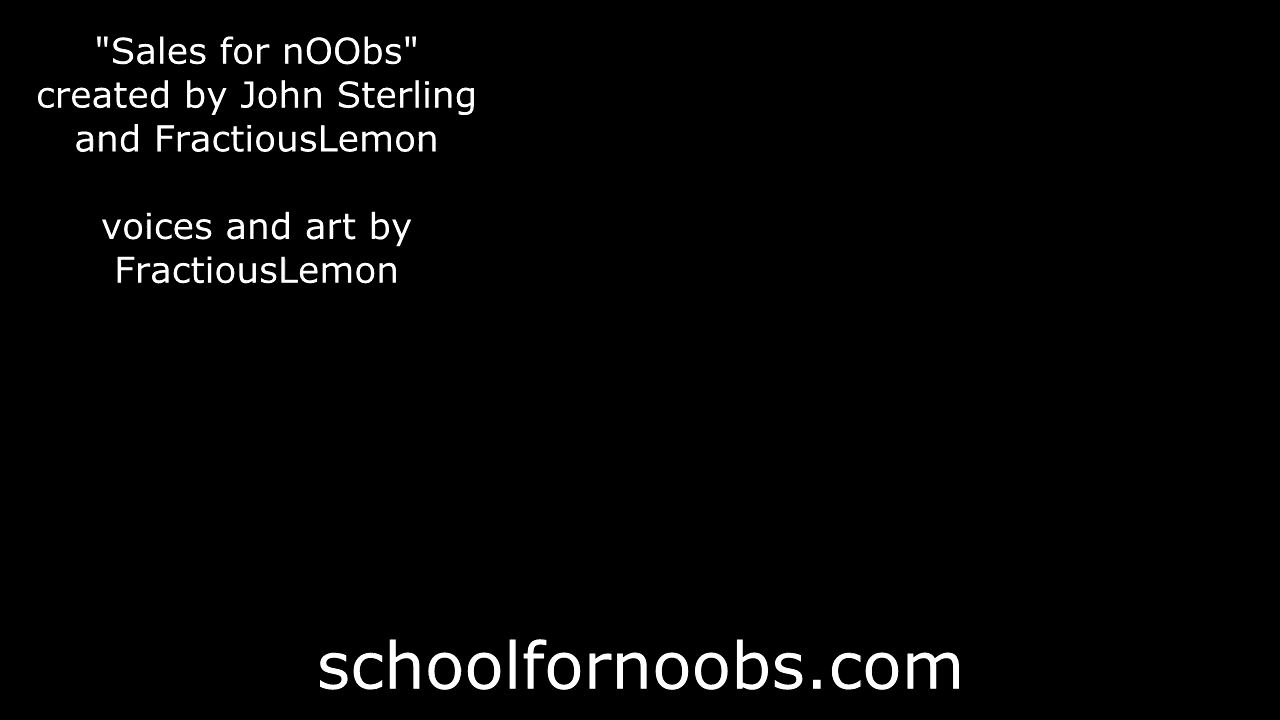 "Sales for nOObs"
created by John Sterling
and FractiousLemon
voices and art by
FractiousLemon
schoolfornoobs.com